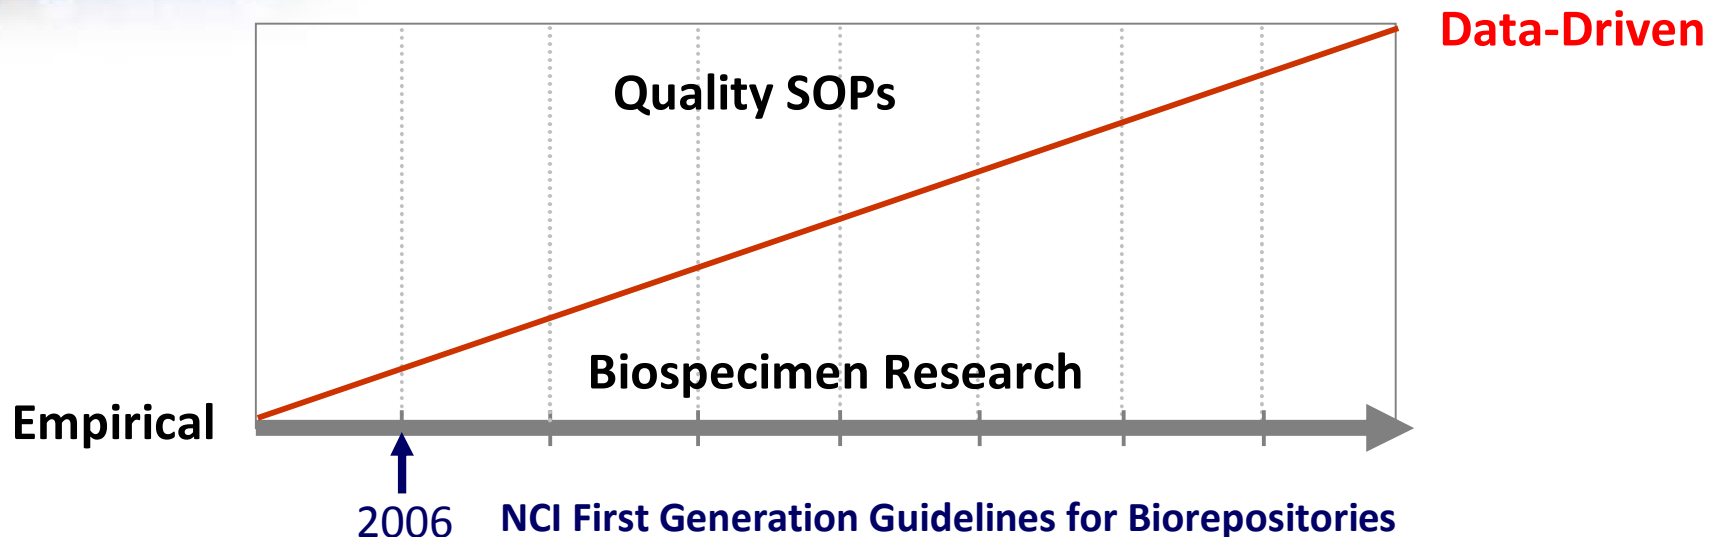 Data-Driven
Quality SOPs
Biospecimen Research
Empirical
2006 NCI First Generation Guidelines for Biorepositories